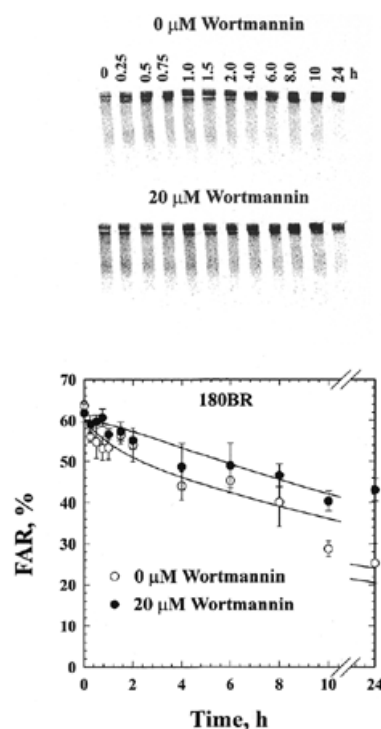 0 μM Wortmannin
0 0.25 0.5 0.75 1.0 1.5 2.0 4.0 6.0 8.0 10 24 h
20 μM Wortmannin
180BR
70
60
50
40
30
20
10
0
FAR, %
0 μM Wortmannin
20 μM Wortmannin
0 2 4 6 8 10 24
Time, h